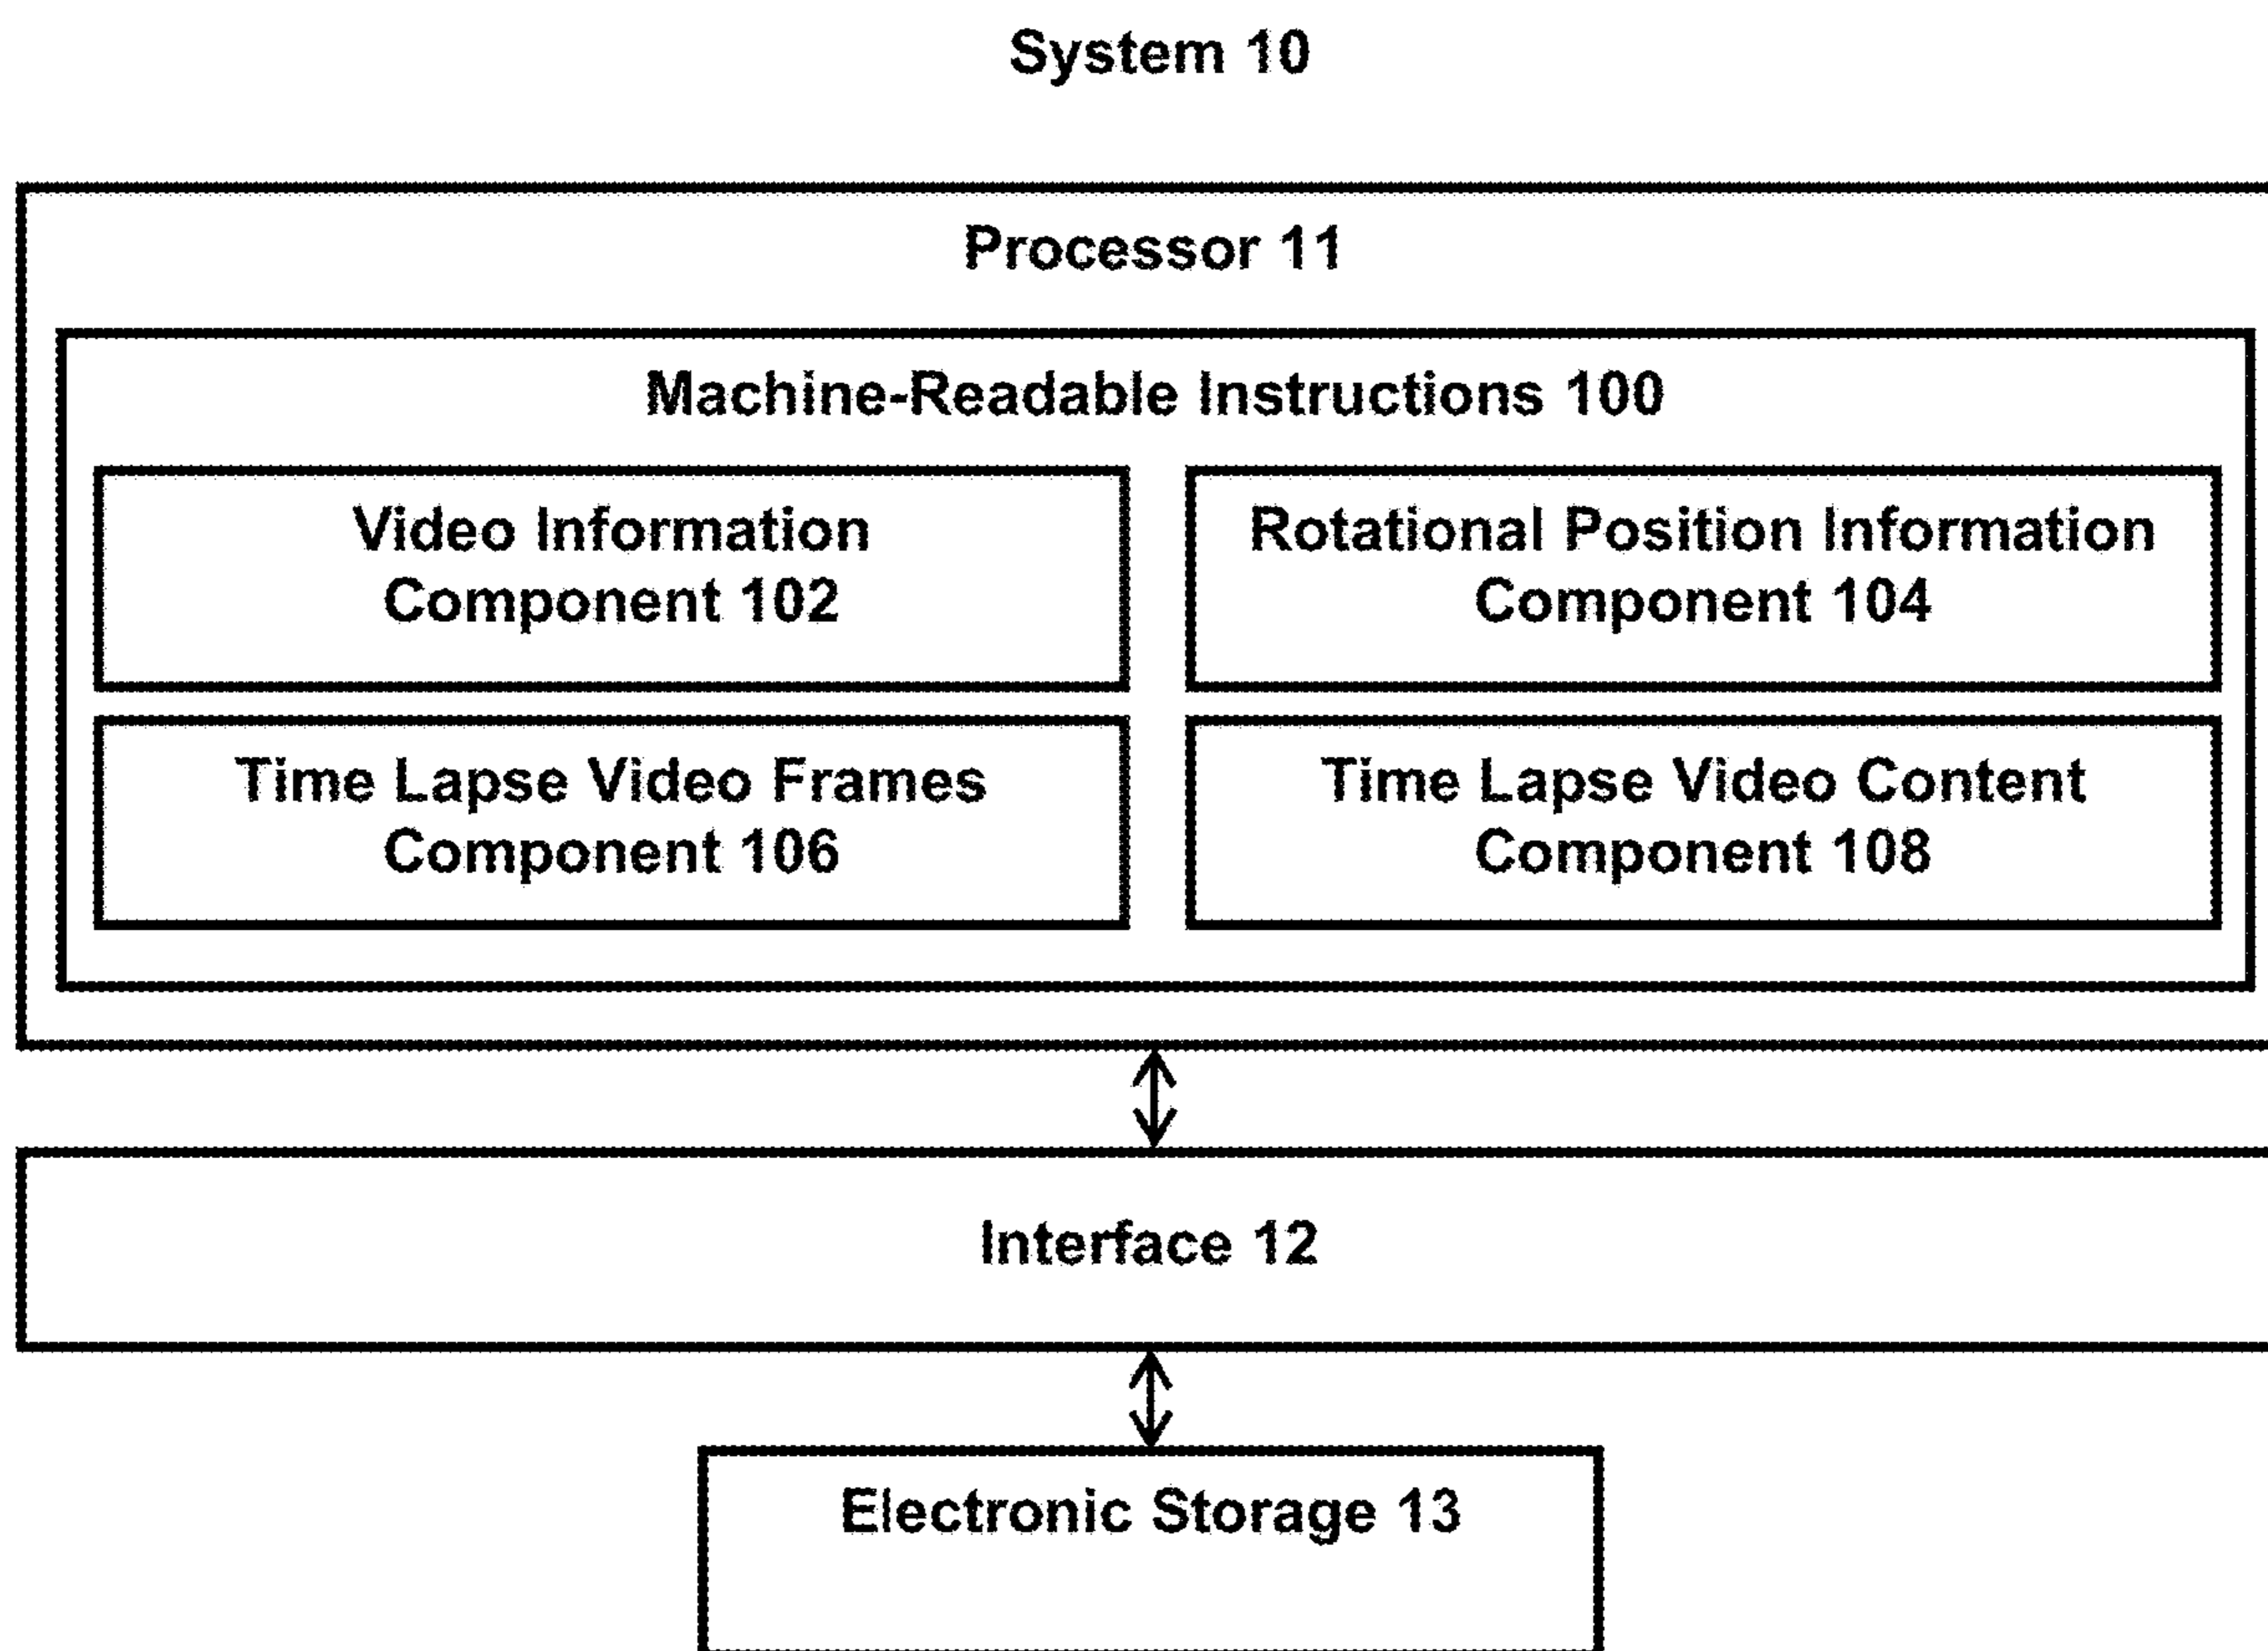 System 10
Processor 11
Machine-Readable Instructions 100
Video Information
Component 102
Rotational Position Information
Component 104
Time Lapse Video Frames
Component 106
Time Lapse Video Content
Component 108
Interface 12
Electronic Storage 13